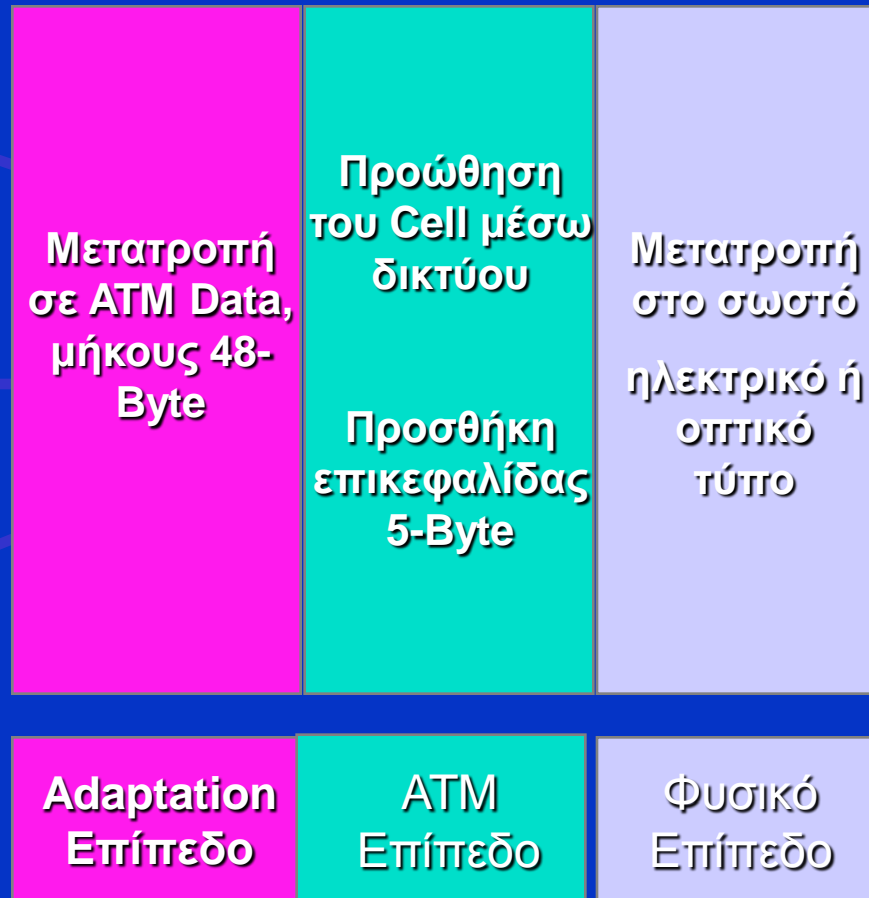 Μετατροπή
σε ATM Data,
μήκους 48-
Byte
Προώθηση
του Cell μέσω
δικτύου
Προσθήκη
επικεφαλίδας
5-Byte
Μετατροπή
στο σωστό
ηλεκτρικό ή
οπτικό
τύπο
Adaptation
Επίπεδο
ATM
Επίπεδο
Φυσικό
Επίπεδο